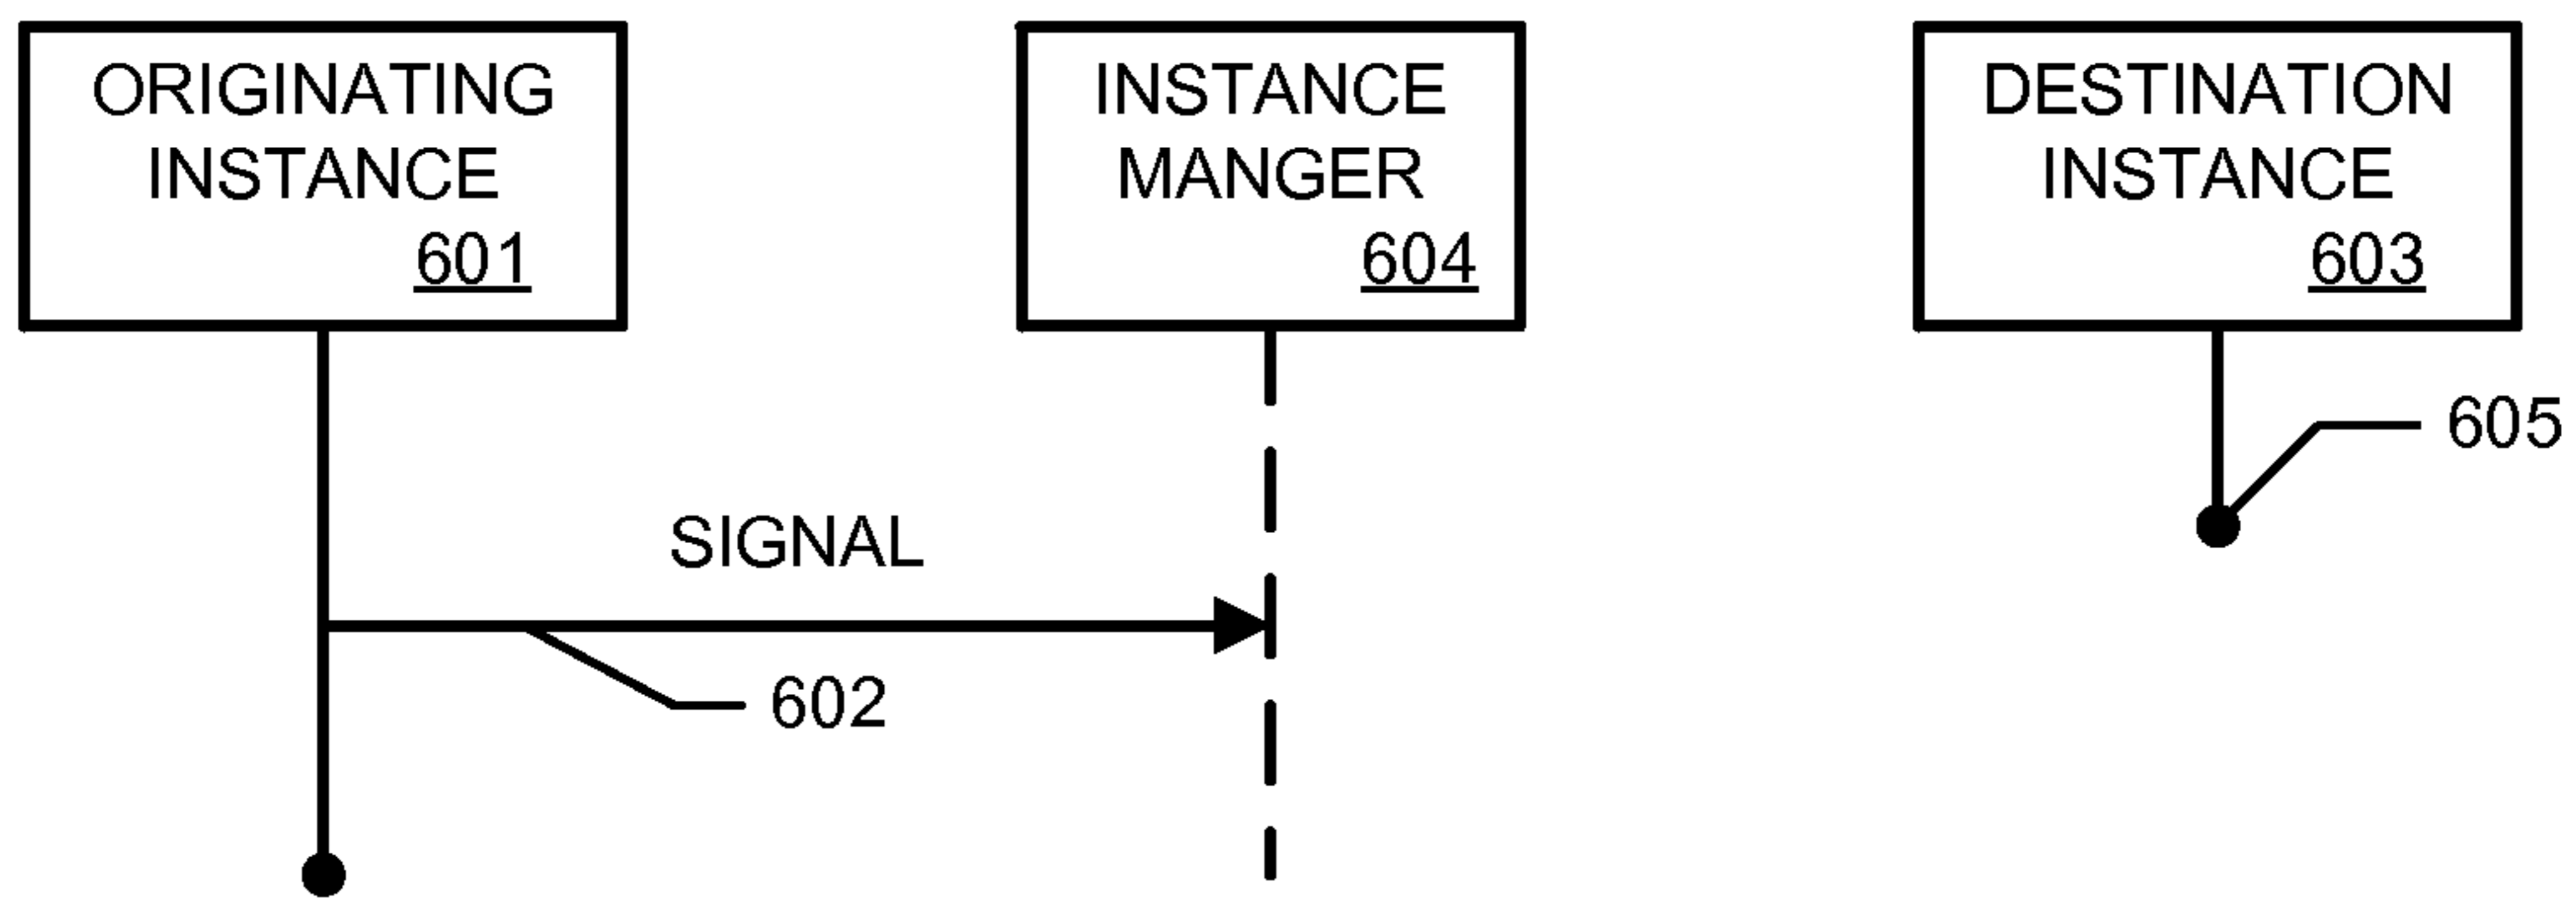 ORIGINATING
INSTANCE
601
INSTANCE
MANGER
604
DESTINATION
INSTANCE
603
605
SIGNAL
602